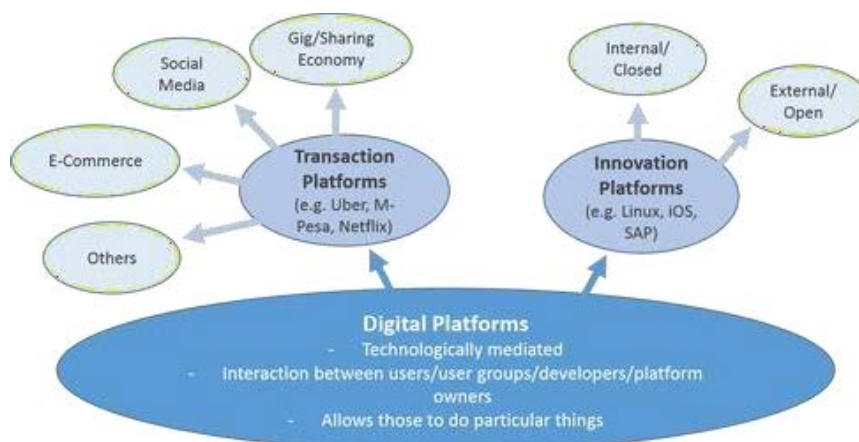 Gig/Sharing
Economy
Social
Media
E-Commerce
Others
Transaction
Platforms
(e.g. Uber, M-
Pesa, Netflix)
Internal/
Closed
External/
Open
Innovation
Platforms
(e.g. Linux, iOS,
SAP)
Digital Platforms
- Technologically mediated
- Interaction between users/user groups/developers/platform
owners
- Allows those to do particular things